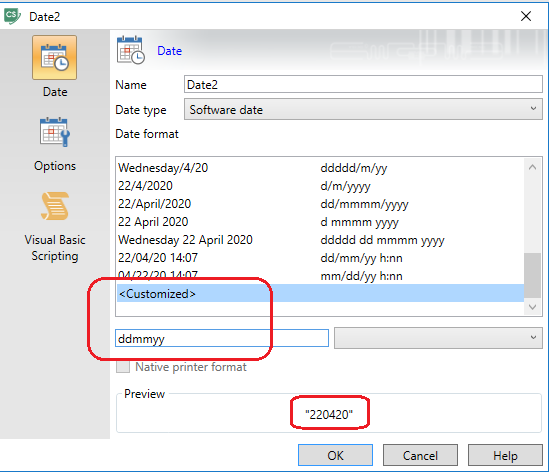 CS Date2
Date
Options
Visual Basic
Scripting
Date
Name Date2
Date type Software date
Date format
Wednesday/4/20 ddddd/m/yy
22/4/2020 d/m/yyyy
22/April/2020 dd/mmmm/yyyy
22 April 2020 d mmmm yyyy
Wednesday 22 April 2020 ddddd dd mmmm yyyy
22/04/20 14:07 dd/mm/yy h:nn
04/22/20 14:07 mm/dd/yy h:nn
<Customized>
ddmmyy
Native printer format
Preview
"220420"
OK Cancel Help